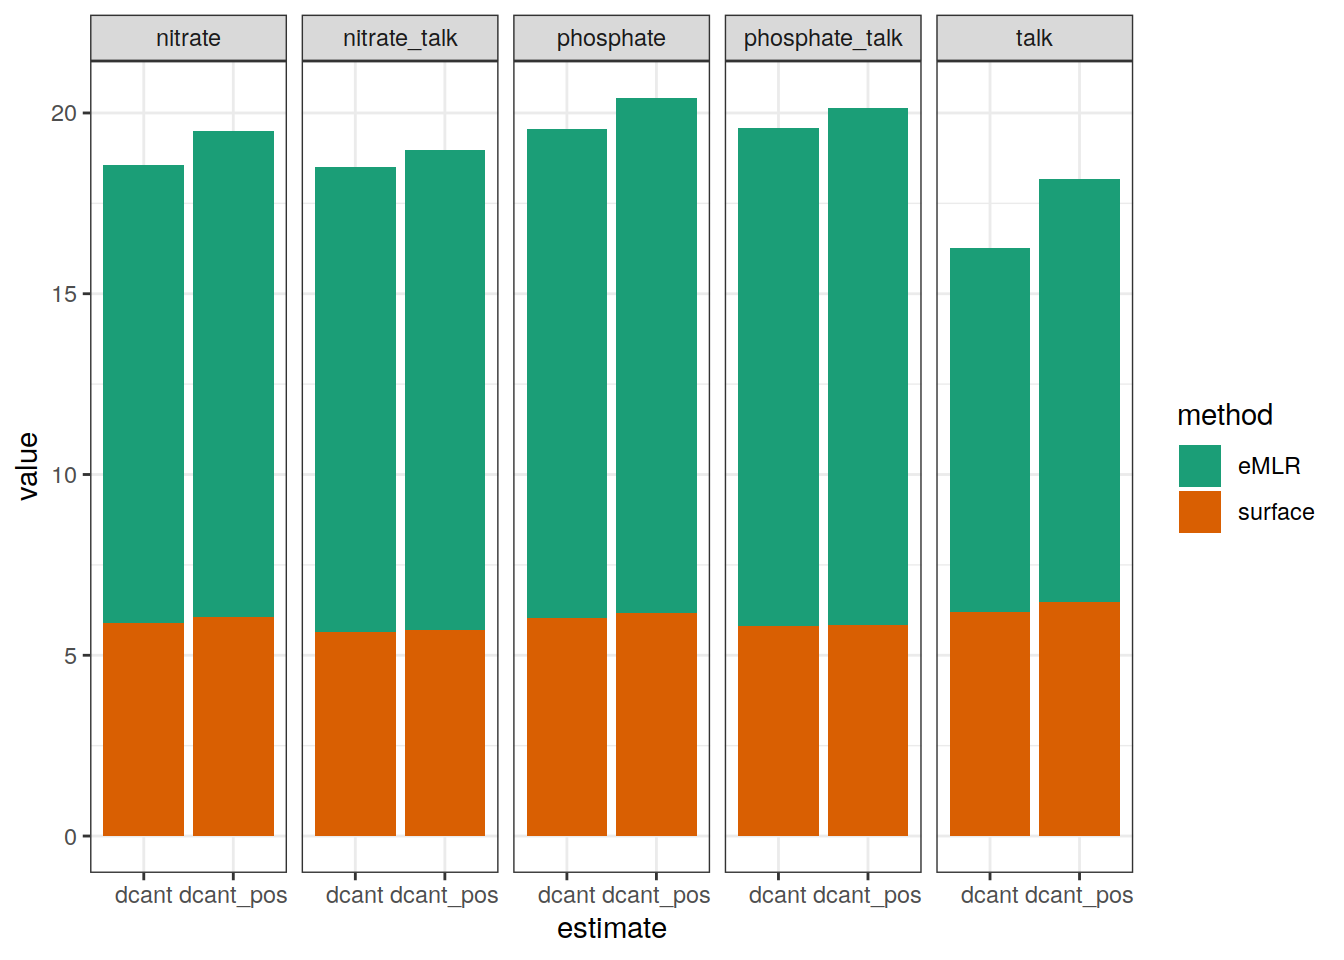 nitrate nitrate_talk phosphate phosphate_talk talk
20
15
10
5
0
value
dcant dcant_pos dcant dcant_pos dcant dcant_pos dcant dcant_pos dcant dcant_pos
estimate
method
eMLR
surface